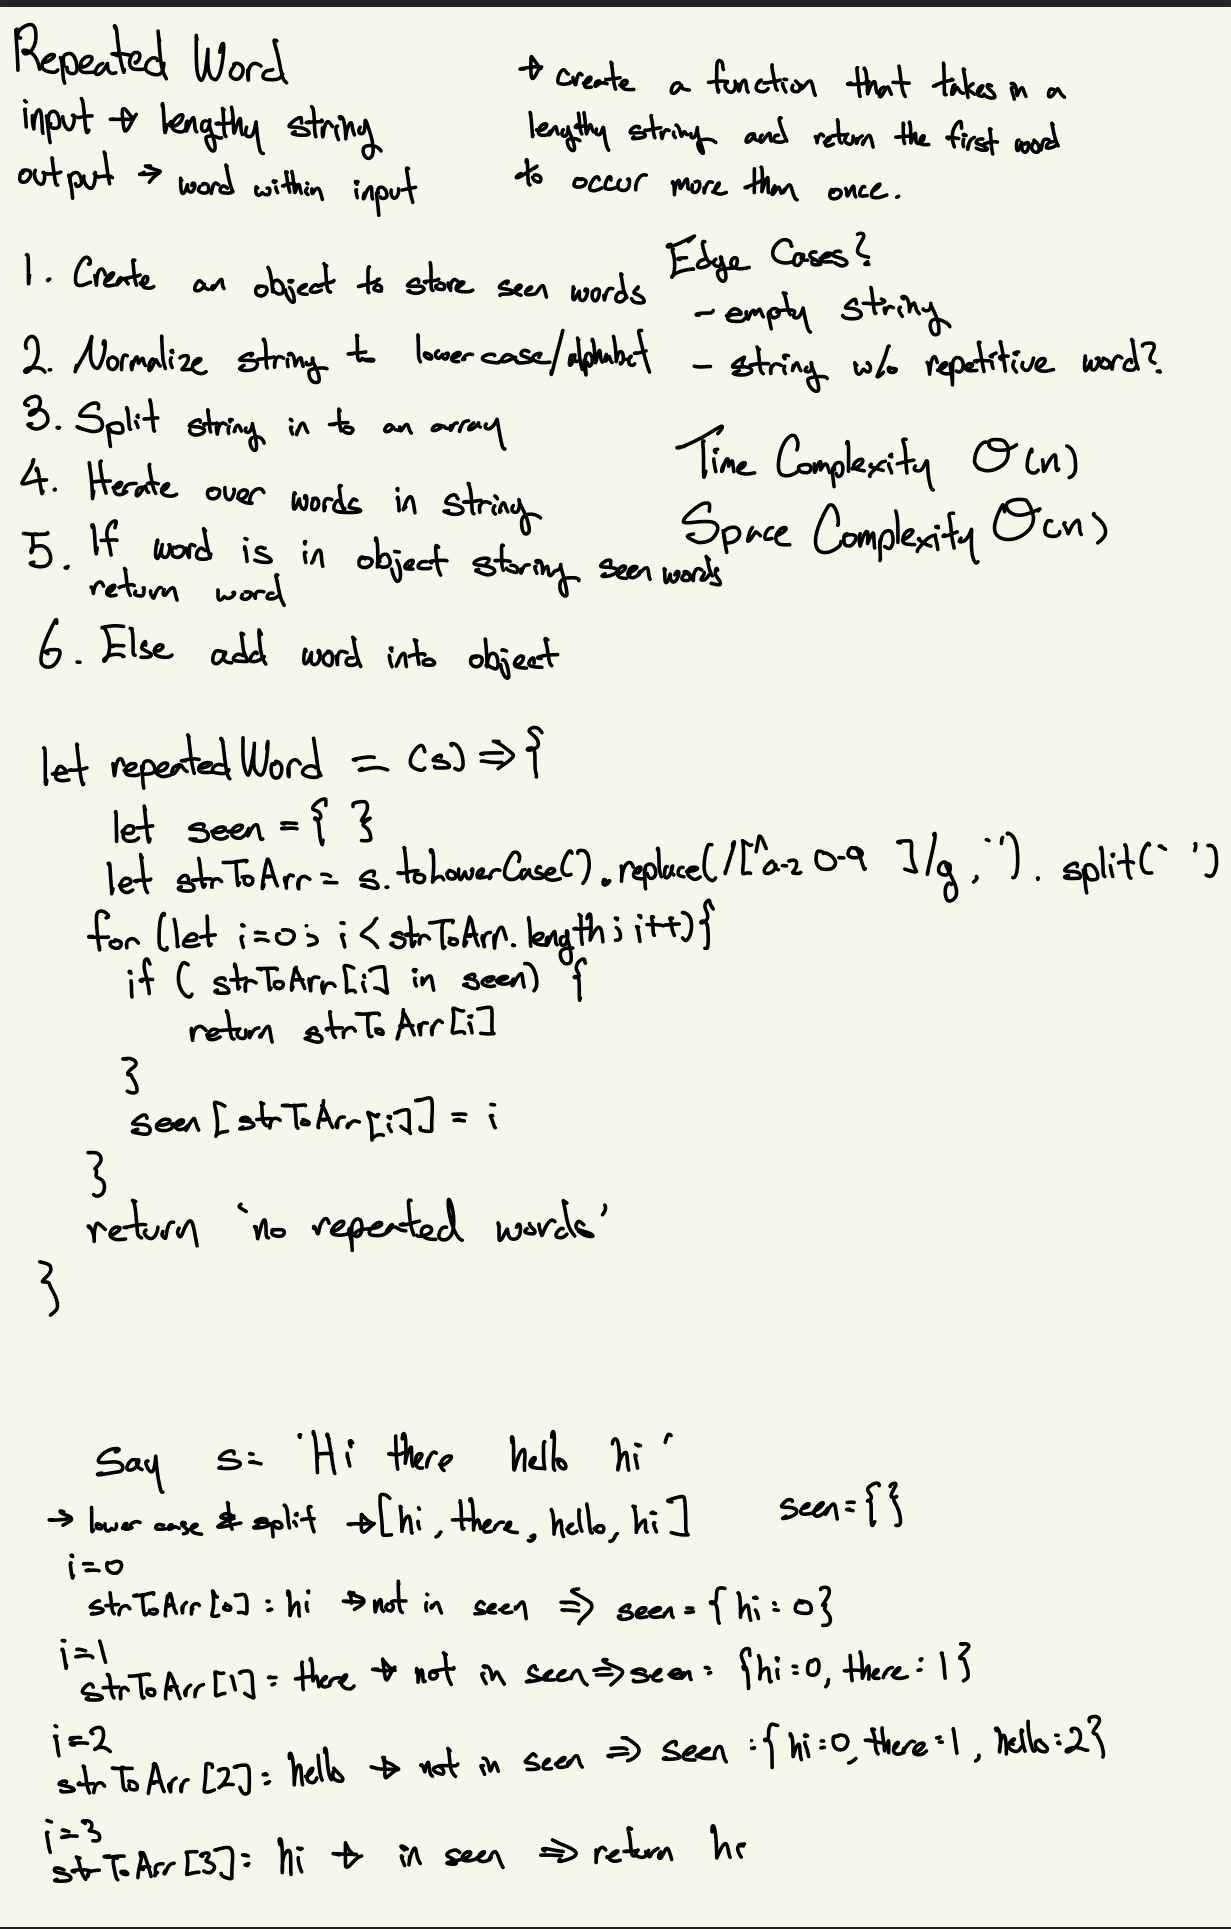 Repeated Word
input → lengthy string
output → word within input
→ create a function that takes in a
lengthy string and return the first word
to occur more than once.
1. Create an object to store seen words
2. Normalize string to lowercase/alphabet
3. Split string in to an array
4. Iterate over words in string
5. If word is in object storing seen words
return word
6. Else add word into object
Edge Cases?
- empty string
- string w/o repetitive word?
Time Complexity O(n)
Space Complexity O(n)
let repeatedWord = (s) => {
let seen = { }
let strToArr = s.toLowerCase().replace(/[^a-z 0-9 ]/g, '').split(' ')
for (let i=0; i < strToArr.length; i++){
if ( strToArr[i] in seen) {
return strToArr[i]
}
seen[strToArr[i]] = i
}
return 'no repeated words'
}
Say s= 'Hi there hello hi'
→ lower case & split → [hi, there, hello, hi] seen={}
i=0
strToArr[0] = hi → not in seen => seen = {hi: 0}
i=1
strToArr[1] = there → not in seen => seen = {hi=0, there: 1}
i=2
strToArr[2] = hello → not in seen => seen = {hi=0, there=1, hello=2}
i=3
strToArr[3] = hi → in seen => return hi